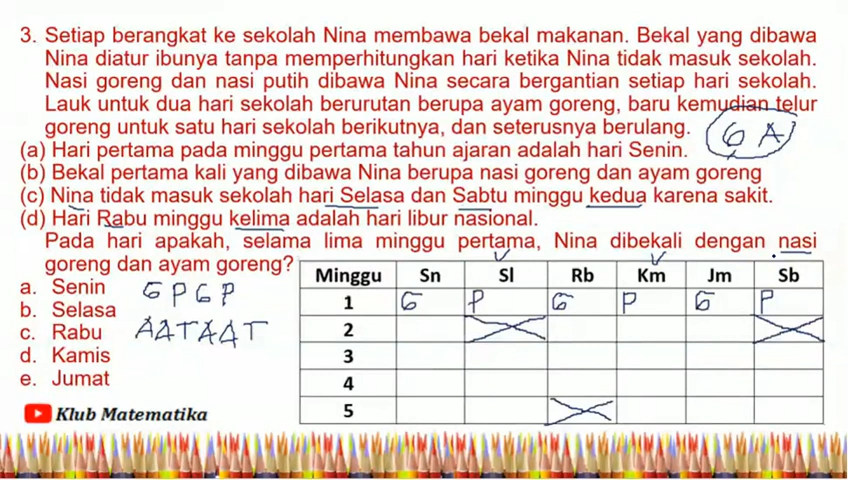 3. Setiap berangkat ke sekolah Nina membawa bekal makanan. Bekal yang dibawa
Nina diatur ibunya tanpa memperhitungkan hari ketika Nina tidak masuk sekolah.
Nasi goreng dan nasi putih dibawa Nina secara bergantian setiap hari sekolah.
Lauk untuk dua hari sekolah berurutan berupa ayam goreng, baru kemudian telur
goreng untuk satu hari sekolah berikutnya, dan seterusnya berulang.
G A
(a) Hari pertama pada minggu pertama tahun ajaran adalah hari Senin.
(b) Bekal pertama kali yang dibawa Nina berupa nasi goreng dan ayam goreng
(c) Nina tidak masuk sekolah hari Selasa dan Sabtu minggu kedua karena sakit.
(d) Hari Rabu minggu kelima adalah hari libur nasional.
Pada hari apakah, selama lima minggu pertama, Nina dibekali dengan nasi
goreng dan ayam goreng?
a. Senin
b. Selasa
c. Rabu
d. Kamis
e. Jumat
G P G P
A A T A A T
Minggu Sn Sl Rb Km Jm Sb
1 G P G P G P
2
3
4
5
Klub Matematika